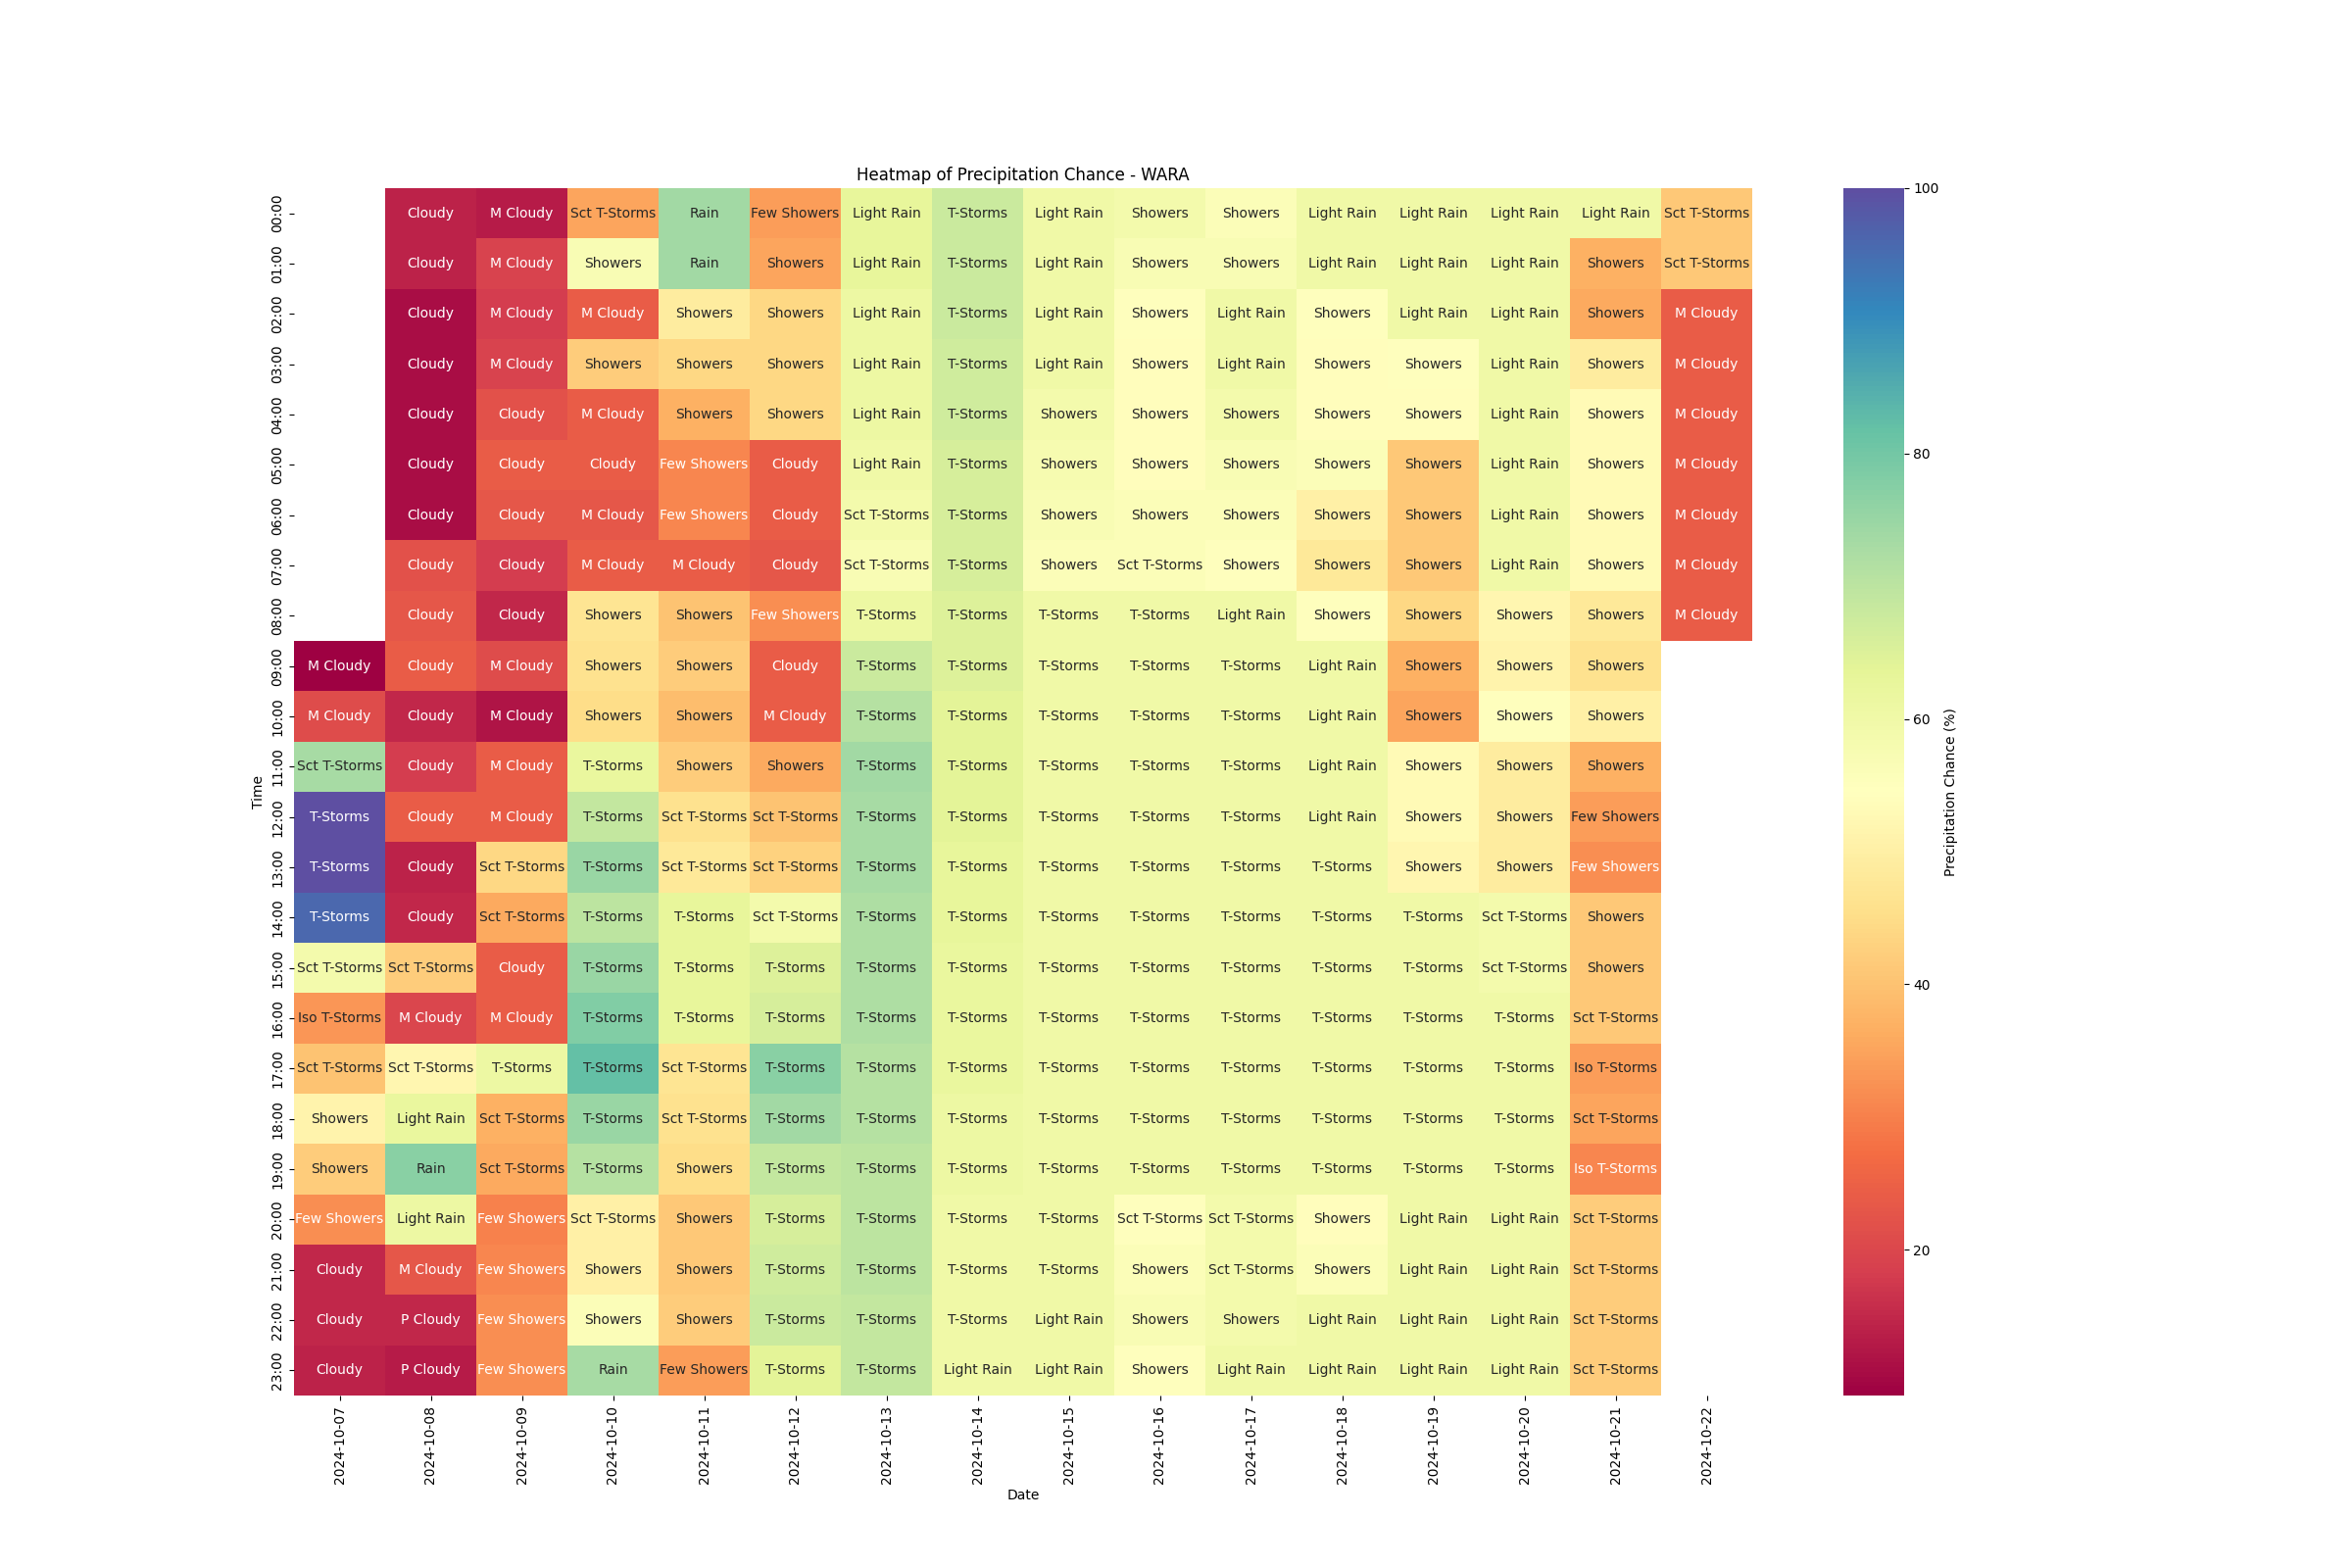 Heatmap of Precipitation Chance - WARA
00:00 Cloudy M Cloudy Sct T-Storms Rain Few Showers Light Rain T-Storms Light Rain Showers Showers Light Rain Light Rain Light Rain Light Rain Sct T-Storms
01:00 Cloudy M Cloudy Showers Rain Showers Light Rain T-Storms Light Rain Showers Showers Light Rain Light Rain Light Rain Showers Sct T-Storms
02:00 Cloudy M Cloudy M Cloudy Showers Showers Light Rain T-Storms Light Rain Showers Light Rain Showers Light Rain Light Rain Showers M Cloudy
03:00 Cloudy M Cloudy Showers Showers Showers Light Rain T-Storms Light Rain Showers Light Rain Showers Showers Light Rain Showers M Cloudy
04:00 Cloudy Cloudy M Cloudy Showers Showers Light Rain T-Storms Showers Showers Showers Showers Showers Light Rain Showers M Cloudy
05:00 Cloudy Cloudy Cloudy Few Showers Cloudy Light Rain T-Storms Showers Showers Showers Showers Showers Light Rain Showers M Cloudy
06:00 Cloudy Cloudy M Cloudy Few Showers Cloudy Sct T-Storms T-Storms Showers Showers Showers Showers Showers Light Rain Showers M Cloudy
07:00 Cloudy Cloudy M Cloudy M Cloudy Cloudy Sct T-Storms T-Storms Showers Sct T-Storms Showers Showers Showers Light Rain Showers M Cloudy
08:00 Cloudy Cloudy Showers Showers Few Showers T-Storms T-Storms T-Storms T-Storms Light Rain Showers Showers Showers Showers M Cloudy
09:00 M Cloudy Cloudy M Cloudy Showers Showers Cloudy T-Storms T-Storms T-Storms T-Storms T-Storms Light Rain Showers Showers Showers
10:00 M Cloudy Cloudy M Cloudy Showers Showers M Cloudy T-Storms T-Storms T-Storms T-Storms T-Storms Light Rain Showers Showers Showers
11:00 Sct T-Storms Cloudy M Cloudy T-Storms Showers Showers T-Storms T-Storms T-Storms T-Storms T-Storms Light Rain Showers Showers Showers
12:00 T-Storms Cloudy M Cloudy T-Storms Sct T-Storms Sct T-Storms T-Storms T-Storms T-Storms T-Storms T-Storms Light Rain Showers Showers Few Showers
13:00 T-Storms Cloudy Sct T-Storms T-Storms Sct T-Storms Sct T-Storms T-Storms T-Storms T-Storms T-Storms T-Storms T-Storms Showers Showers Few Showers
14:00 T-Storms Cloudy Sct T-Storms T-Storms T-Storms Sct T-Storms T-Storms T-Storms T-Storms T-Storms T-Storms T-Storms T-Storms Sct T-Storms Showers
15:00 Sct T-Storms Sct T-Storms Cloudy T-Storms T-Storms T-Storms T-Storms T-Storms T-Storms T-Storms T-Storms T-Storms T-Storms Sct T-Storms Showers
16:00 Iso T-Storms M Cloudy M Cloudy T-Storms T-Storms T-Storms T-Storms T-Storms T-Storms T-Storms T-Storms T-Storms T-Storms T-Storms Sct T-Storms
17:00 Sct T-Storms Sct T-Storms T-Storms T-Storms Sct T-Storms T-Storms T-Storms T-Storms T-Storms T-Storms T-Storms T-Storms T-Storms T-Storms Iso T-Storms
18:00 Showers Light Rain Sct T-Storms T-Storms Sct T-Storms T-Storms T-Storms T-Storms T-Storms T-Storms T-Storms T-Storms T-Storms T-Storms Sct T-Storms
19:00 Showers Rain Sct T-Storms T-Storms Showers T-Storms T-Storms T-Storms T-Storms T-Storms T-Storms T-Storms T-Storms T-Storms Iso T-Storms
20:00 Few Showers Light Rain Few Showers Sct T-Storms Showers T-Storms T-Storms T-Storms T-Storms Sct T-Storms Sct T-Storms Showers Light Rain Light Rain Sct T-Storms
21:00 Cloudy M Cloudy Few Showers Showers Showers T-Storms T-Storms T-Storms T-Storms Showers Sct T-Storms Showers Light Rain Light Rain Sct T-Storms
22:00 Cloudy P Cloudy Few Showers Showers Showers T-Storms T-Storms T-Storms Light Rain Showers Showers Light Rain Light Rain Light Rain Sct T-Storms
23:00 Cloudy P Cloudy Few Showers Rain Few Showers T-Storms T-Storms Light Rain Light Rain Showers Light Rain Light Rain Light Rain Light Rain Sct T-Storms
Time
2024-10-07 2024-10-08 2024-10-09 2024-10-10 2024-10-11 2024-10-12 2024-10-13 2024-10-14 2024-10-15 2024-10-16 2024-10-17 2024-10-18 2024-10-19 2024-10-20 2024-10-21 2024-10-22
Date
100
80
60
40
20
Precipitation Chance (%)